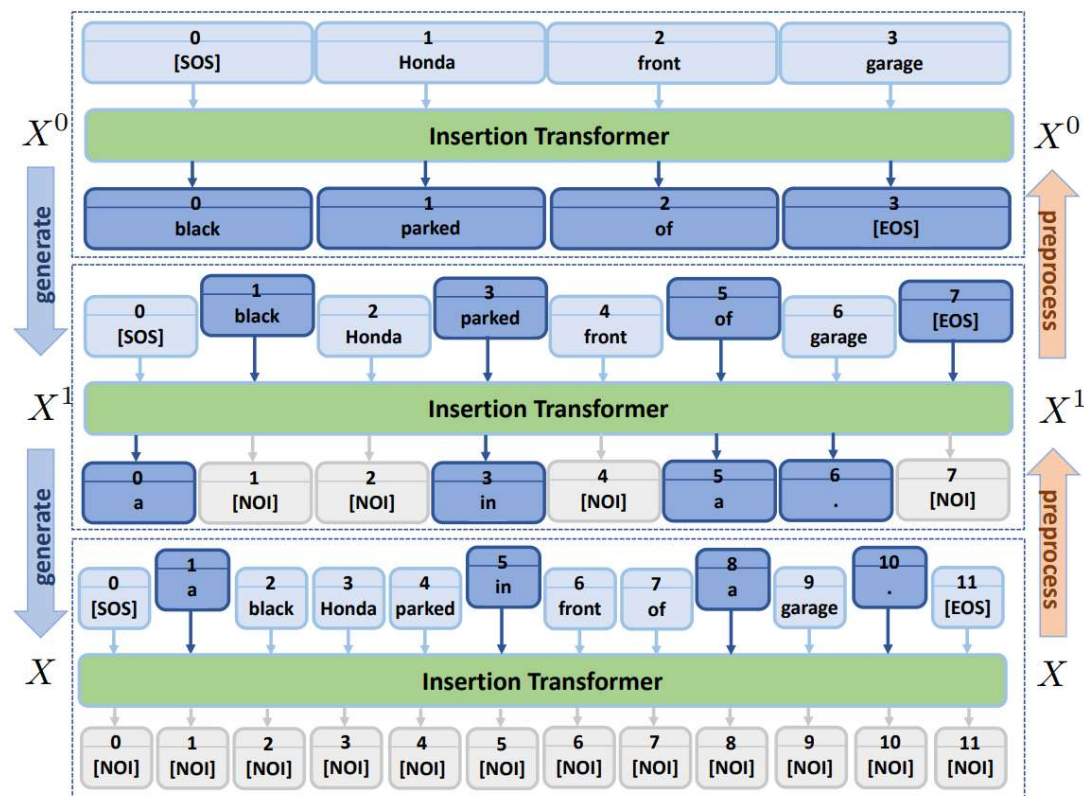 0 1 2 3
[SOS] Honda front garage
X⁰ Insertion Transformer X⁰
0 1 2 3
black parked of [EOS]
generate
preprocess
0 1 2 3 4 5 6 7
[SOS] black Honda parked front of garage [EOS]
X¹ Insertion Transformer X¹
0 1 2 3 4 5 6 7
a [NOI] [NOI] in [NOI] a . [NOI]
generate
preprocess
0 1 2 3 4 5 6 7 8 9 10 11
[SOS] a black Honda parked in front of a garage . [EOS]
X Insertion Transformer X
0 1 2 3 4 5 6 7 8 9 10 11
[NOI] [NOI] [NOI] [NOI] [NOI] [NOI] [NOI] [NOI] [NOI] [NOI] [NOI] [NOI]